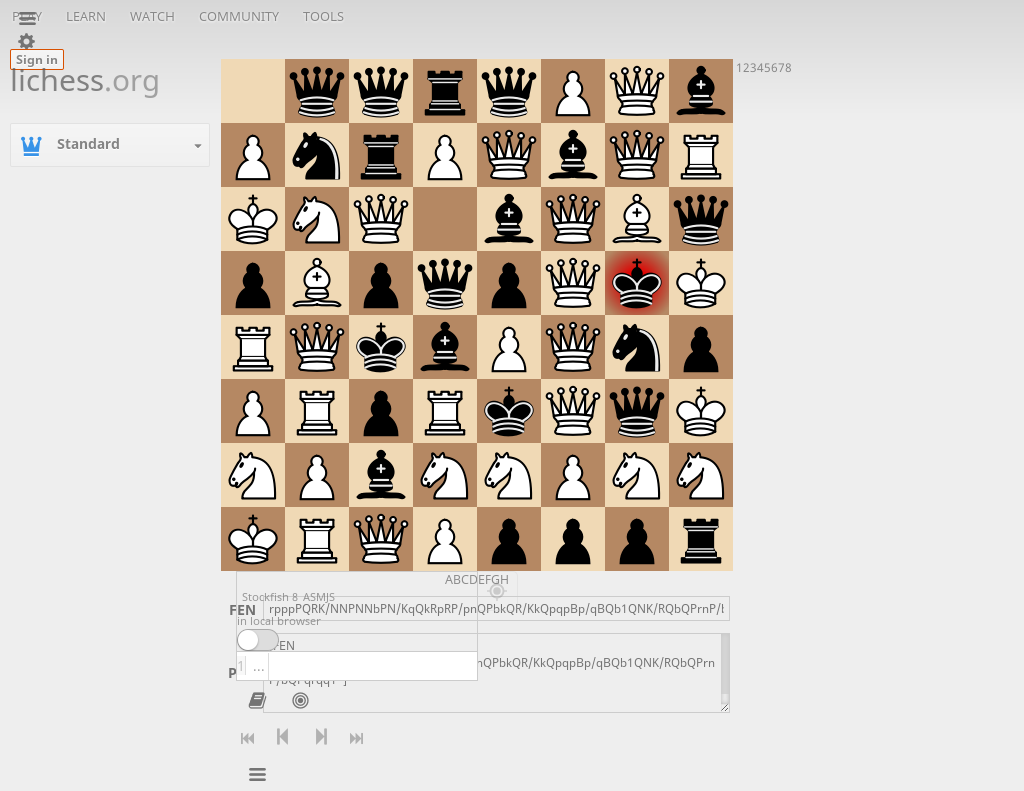 PLAY LEARN WATCH COMMUNITY TOOLS
Sign in
lichess.org
Standard
12345678
ABCDEFGH
Stockfish 8 ASMJS
FEN rpppPQRK/NNPNNbPN/KqQkRpRP/pnQPbkQR/KkQpqpBp/qBQb1QNK/RQbQPrnP/
in local browser
FEN
nQPbkQR/KkQpqpBp/qBQb1QNK/RQbQPrn
1 ...